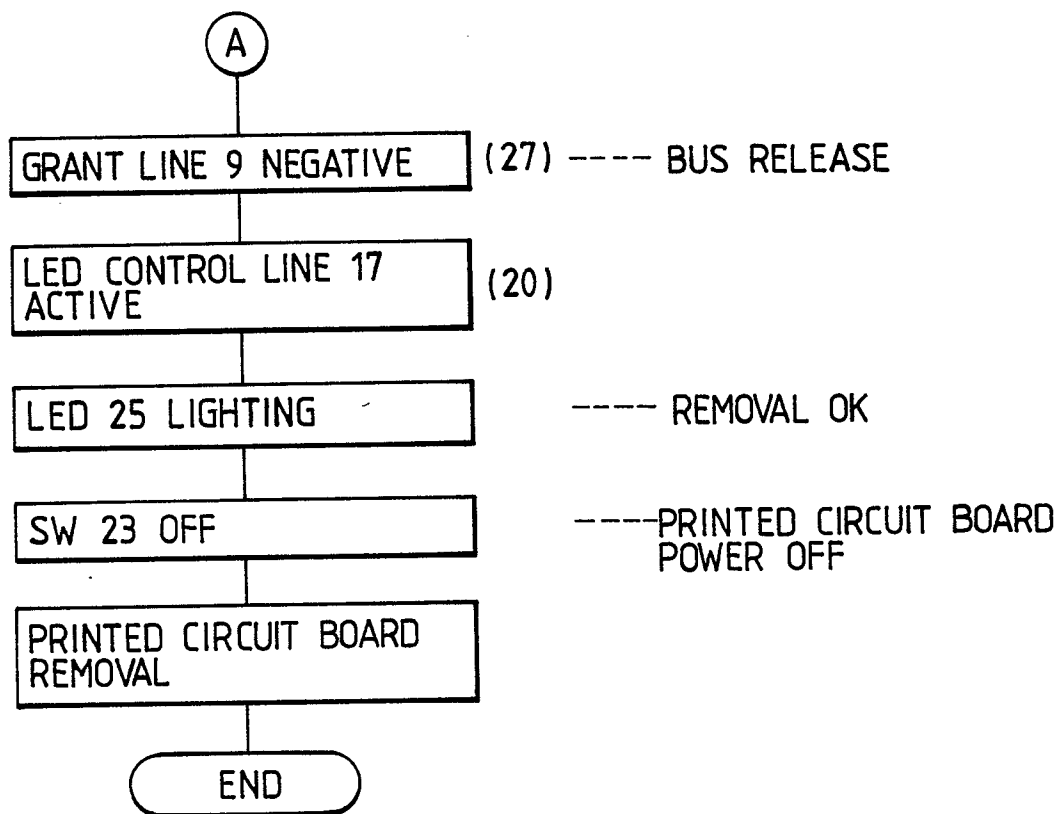 A
GRANT LINE 9 NEGATIVE (27) ---- BUS RELEASE
LED CONTROL LINE 17
ACTIVE
(20)
LED 25 LIGHTING ---- REMOVAL OK
SW 23 OFF ---- PRINTED CIRCUIT BOARD
POWER OFF
PRINTED CIRCUIT BOARD
REMOVAL
END